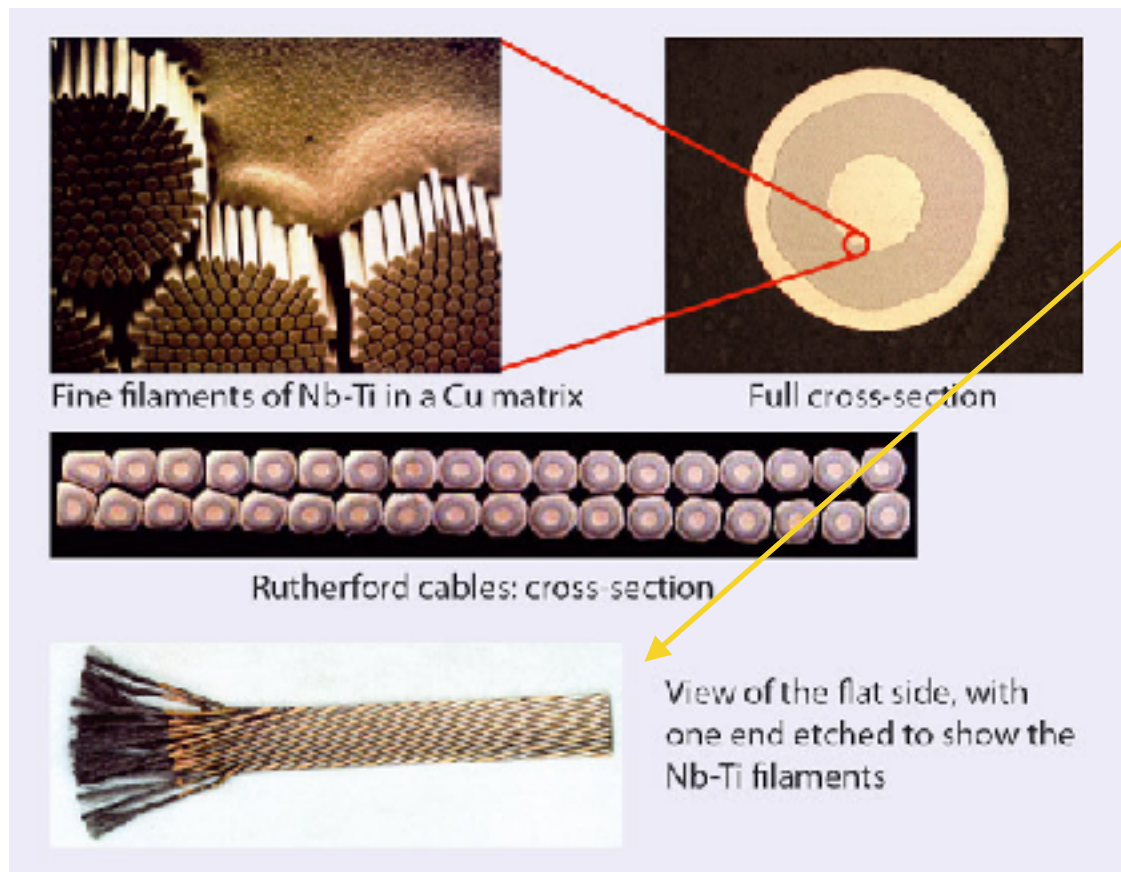 Fine filaments of Nb-Ti in a Cu matrix
Full cross-section
Rutherford cables: cross-section
View of the flat side, with
one end etched to show the
Nb-Ti filaments